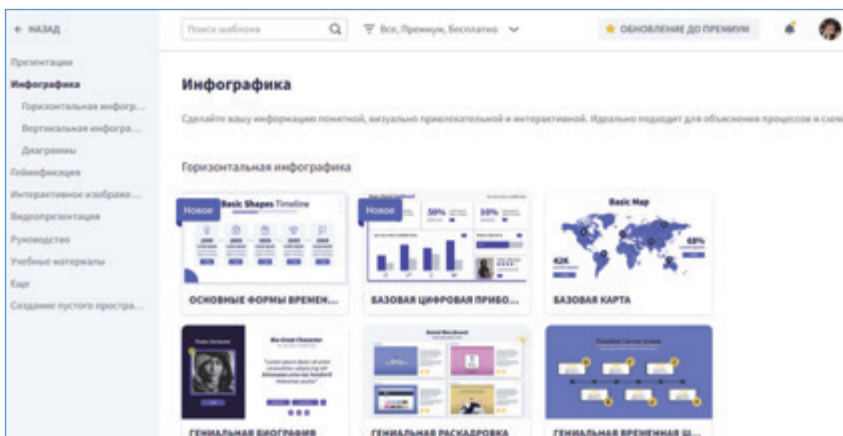 ← НАЗАД
Поиск шаблона
Все, Премиум, бесплатно
ОБНОВЛЕНИЕ ДО ПРЕМИУМ
Презентации
Инфографика
Горизонтальная инфогр...
Вертикальная инфогра...
Диаграммы
Геймификация
Интерактивное изображе...
Видеопрезентация
Руководство
Учебные материалы
Еще
Создание пустого простра...
Инфографика
Сделайте вашу информацию понятной, визуально привлекательной и интерактивной. Идеально подходит для объяснения процессов и схем
Горизонтальная инфографика
Новое
Basic Shapes Timeline
ОСНОВНЫЕ ФОРМЫ ВРЕМЕН...
Новое
50%
10%
БАЗОВАЯ ЦИФРОВАЯ ПРИБО...
Basic Map
68%
42K
БАЗОВАЯ КАРТА
ГЕНИАЛЬНАЯ БИОГРАФИЯ
ГЕНИАЛЬНАЯ РАСКАДРОВКА
ГЕНИАЛЬНАЯ ВРЕМЕННАЯ Ш...